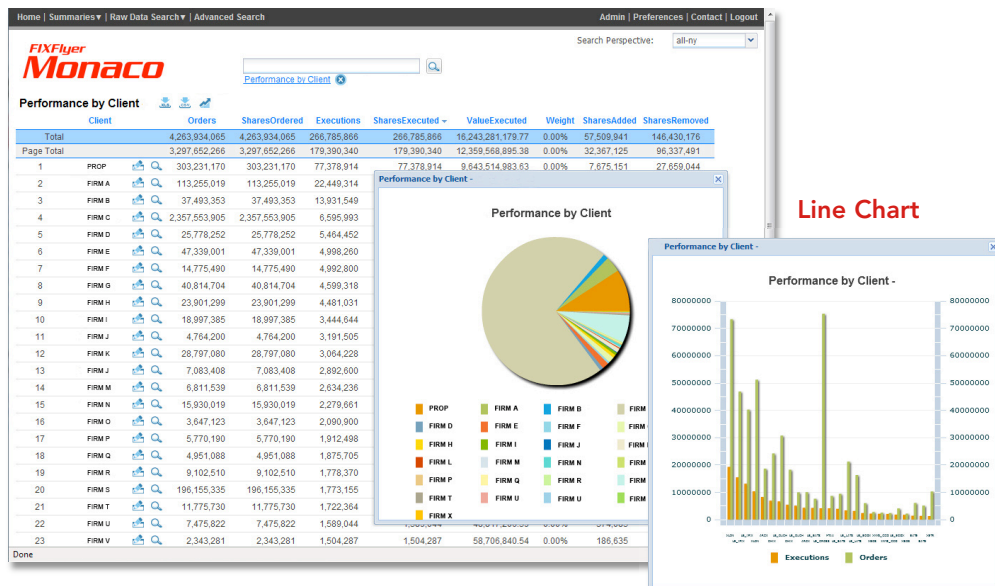 Home | Summaries▼ | Raw Data Search▼ | Advanced Search
Admin | Preferences | Contact | Logout
FIXFlyer
Monaco
Search Perspective: all-ny
Performance by Client
Performance by Client
Client Orders SharesOrdered Executions SharesExecuted ValueExecuted Weight SharesAdded SharesRemoved
Total 4,263,934,065 4,263,934,065 266,785,866 266,785,866 16,243,281,179.77 0.00% 57,509,941 146,430,176
Page Total 3,297,652,266 3,297,652,266 179,390,340 179,390,340 12,359,568,895.38 0.00% 32,367,125 96,337,491
1 PROP 303,231,170 303,231,170 77,378,914 77,378,914 9,643,514,983.63 0.00% 7,675,151 27,659,044
2 FIRM A 113,255,019 113,255,019 22,449,314
3 FIRM B 37,493,353 37,493,353 13,931,549
4 FIRM C 2,357,553,905 2,357,553,905 6,595,993
5 FIRM D 25,778,252 25,778,252 5,464,452
6 FIRM E 47,339,001 47,339,001 4,998,260
7 FIRM F 14,775,490 14,775,490 4,992,800
8 FIRM G 40,814,704 40,814,704 4,599,318
9 FIRM H 23,901,299 23,901,299 4,481,031
10 FIRM I 18,997,385 18,997,385 3,444,644
11 FIRM J 4,764,200 4,764,200 3,191,505
12 FIRM K 28,797,080 28,797,080 3,064,228
13 FIRM J 7,083,408 7,083,408 2,892,600
14 FIRM M 6,811,539 6,811,539 2,634,236
15 FIRM N 15,930,019 15,930,019 2,279,661
16 FIRM O 3,647,123 3,647,123 2,090,900
17 FIRM P 5,770,190 5,770,190 1,912,498
18 FIRM Q 4,951,088 4,951,088 1,875,705
19 FIRM R 9,102,510 9,102,510 1,778,370
20 FIRM S 196,155,335 196,155,335 1,773,155
21 FIRM T 11,775,730 11,775,730 1,722,364
22 FIRM U 7,475,822 7,475,822 1,589,044
23 FIRM V 2,343,281 2,343,281 1,504,287 1,504,287 58,706,840.54 0.00% 186,635
Done
Performance by Client -
Performance by Client
PROP FIRM A FIRM B FIRM
FIRM D FIRM E FIRM F FIRM
FIRM H FIRM I FIRM J FIRM
FIRM L FIRM M FIRM N FIRM
FIRM P FIRM Q FIRM R FIRM
FIRM T FIRM U FIRM U FIRM
FIRM X
Line Chart
Performance by Client -
Performance by Client -
80000000 80000000
70000000 70000000
60000000 60000000
50000000 50000000
40000000 40000000
30000000 30000000
20000000 20000000
10000000 10000000
0 0
Executions Orders